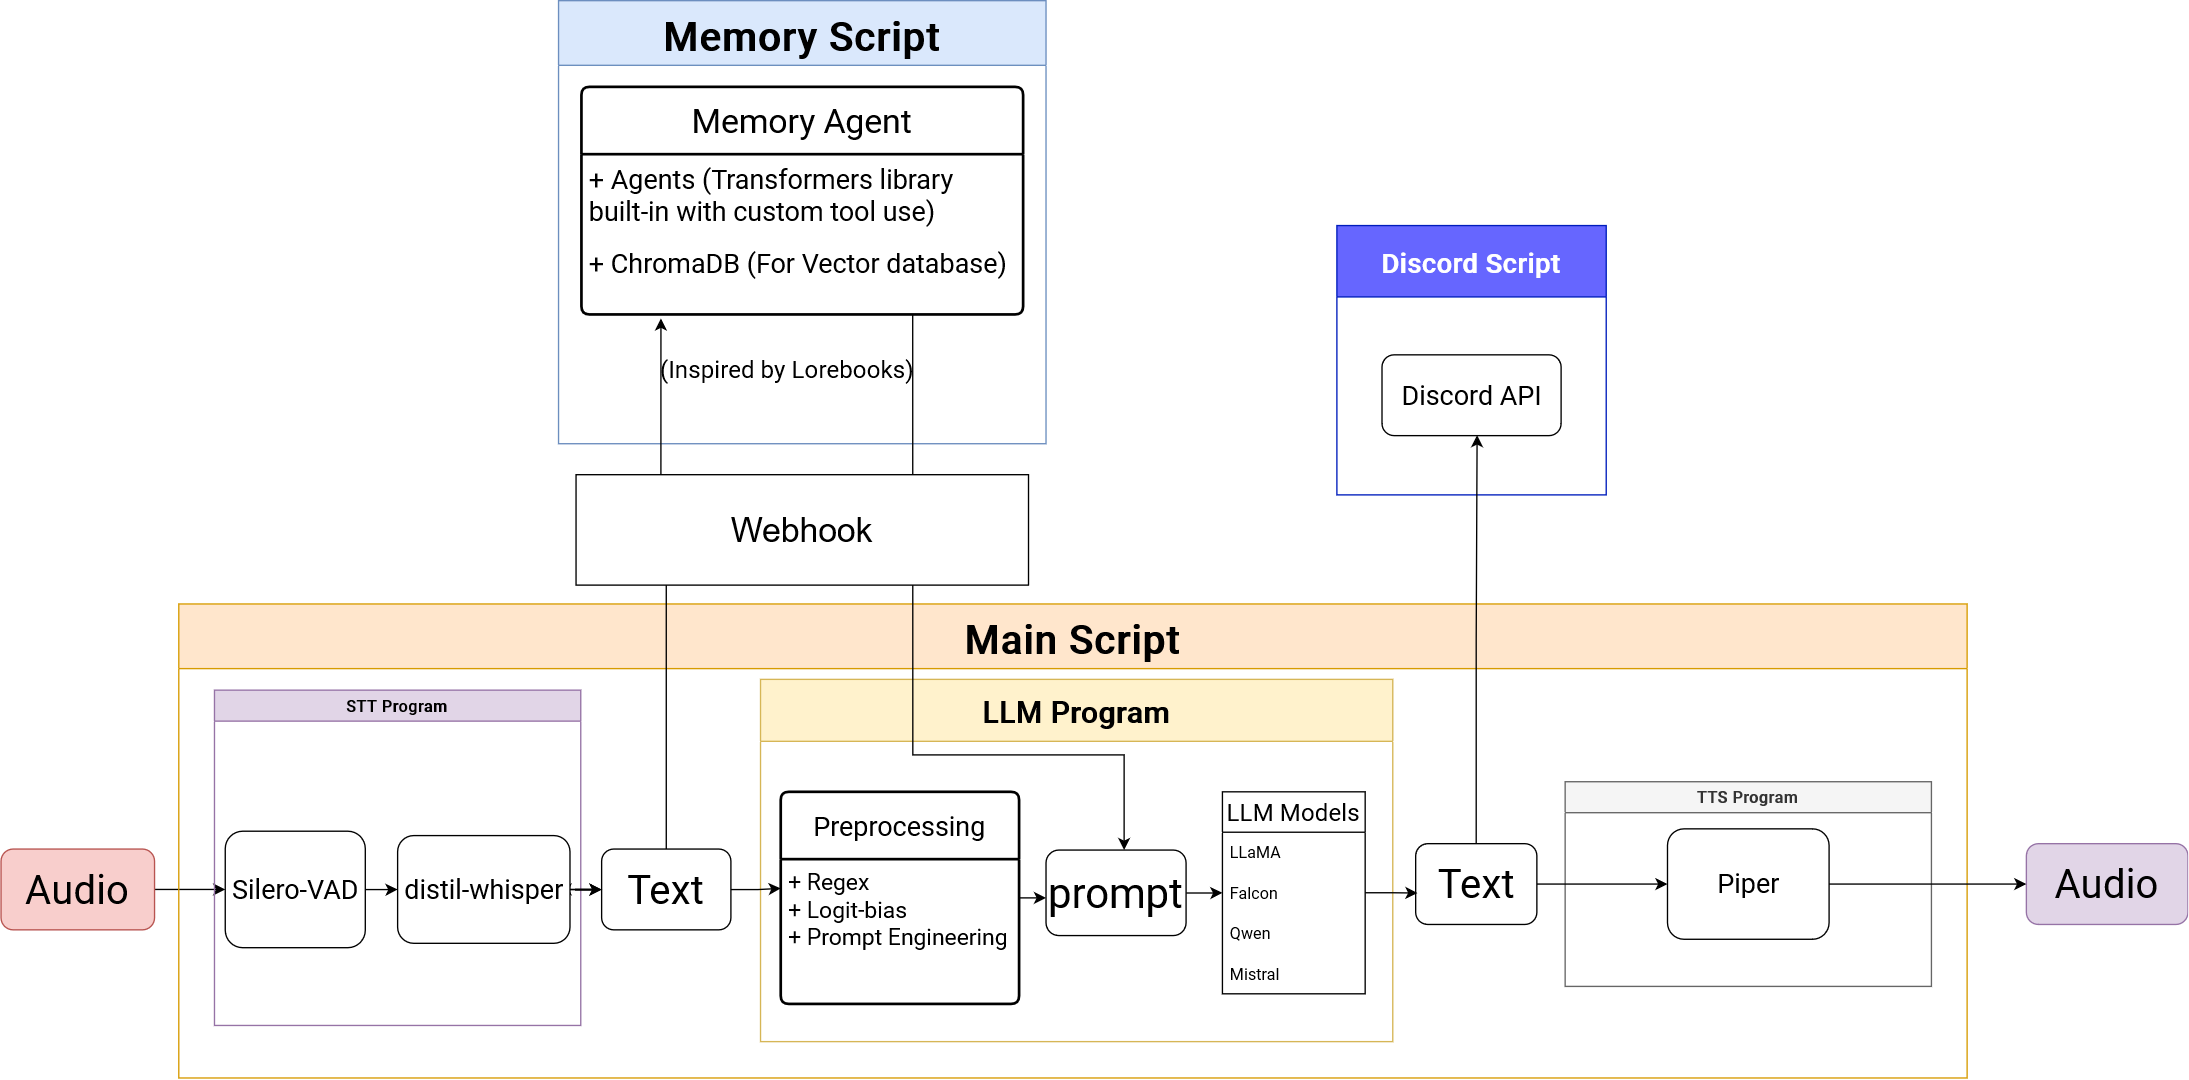 Memory Script
Memory Agent
+ Agents (Transformers library
built-in with custom tool use)
+ ChromaDB (For Vector database)
(Inspired by Lorebooks)
Discord Script
Discord API
Webhook
Main Script
STT Program
LLM Program
TTS Program
Audio
Silero-VAD
distil-whisper
Text
Preprocessing
+ Regex
+ Logit-bias
+ Prompt Engineering
prompt
LLM Models
LLaMA
Falcon
Qwen
Mistral
Text
Piper
Audio